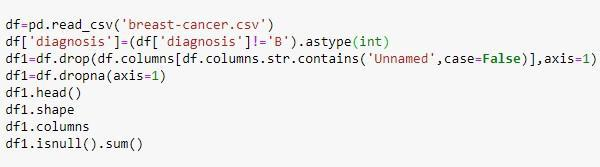 df=pd.read_csv('breast-cancer.csv')
df['diagnosis']=(df['diagnosis']!='B').astype(int)
df1=df.drop(df.columns[df.columns.str.contains('Unnamed',case=False)],axis=1)
df1=df.dropna(axis=1)
df1.head()
df1.shape
df1.columns
df1.isnull().sum()